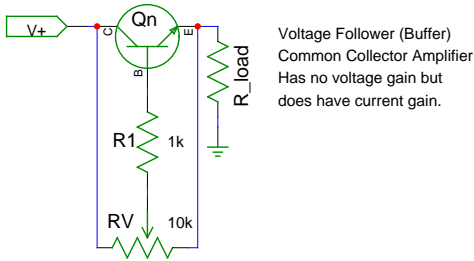 Qn
V+
C
E
B
R_load
R1
1k
RV
10k
Voltage Follower (Buffer)
Common Collector Amplifier
Has no voltage gain but
does have current gain.